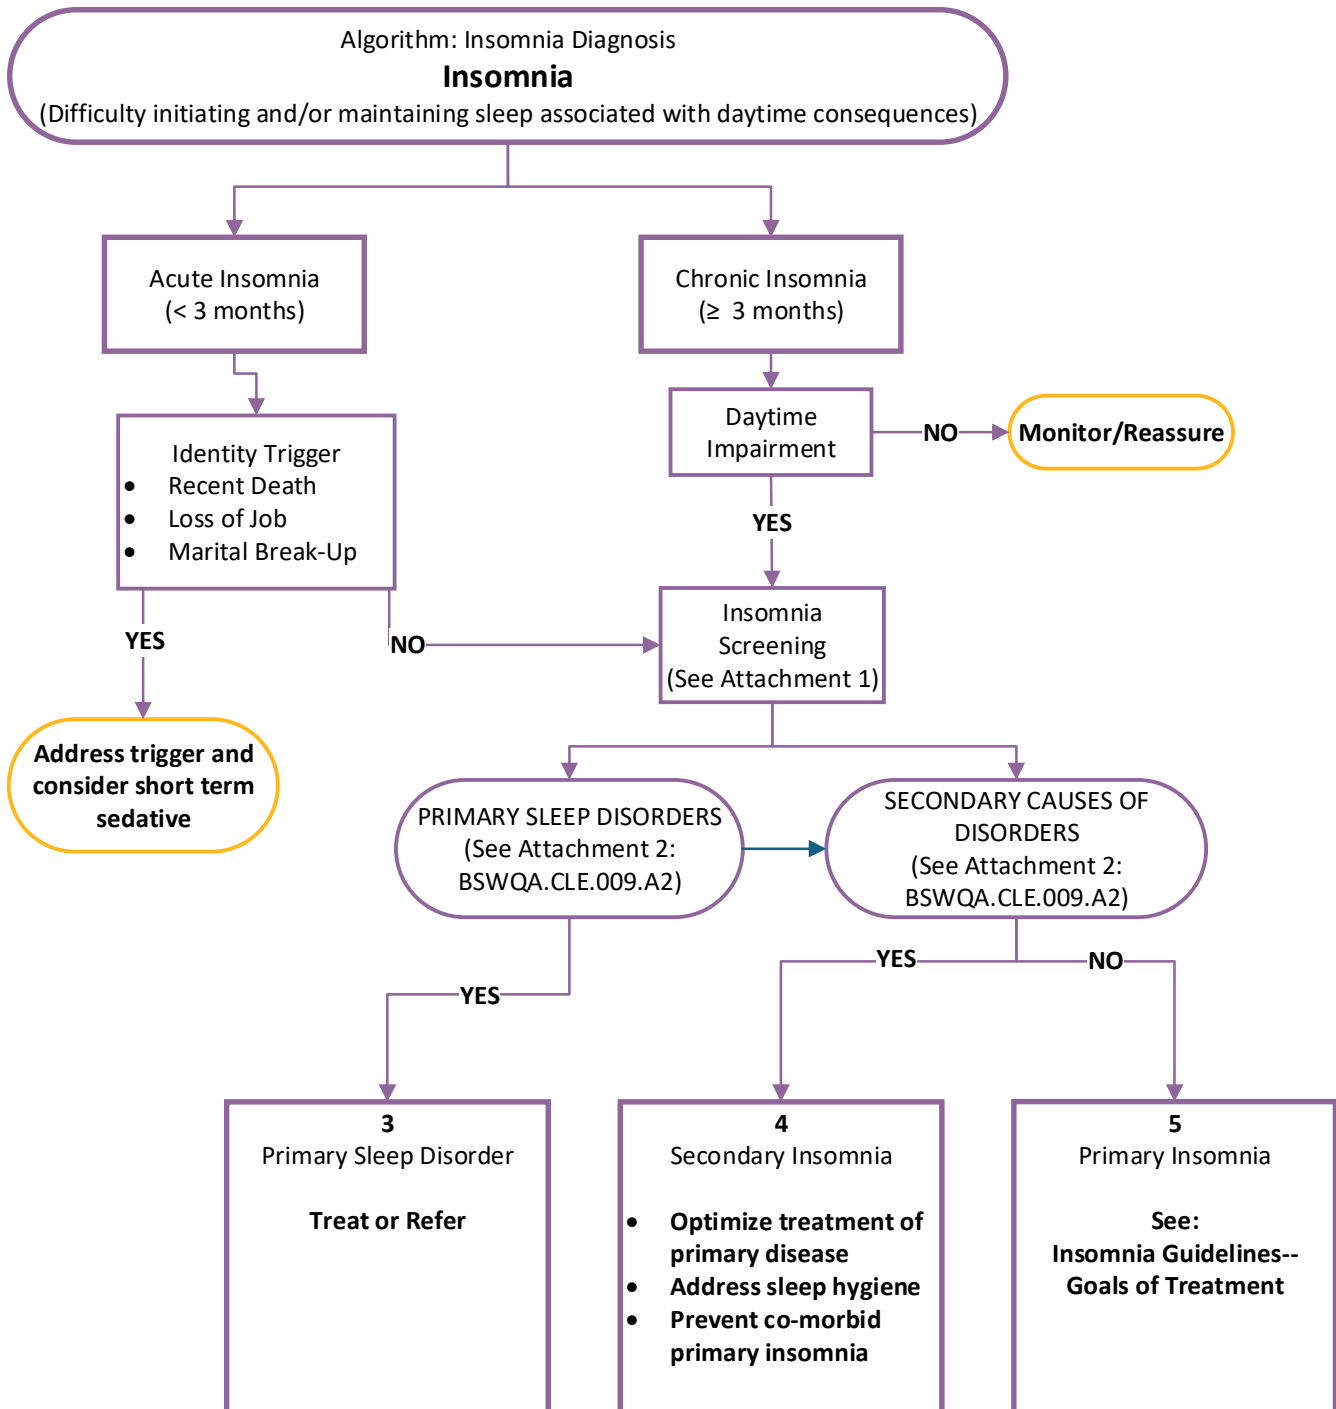 Algorithm: Insomnia Diagnosis
Insomnia
(Difficulty initiating and/or maintaining sleep associated with daytime consequences)
Acute Insomnia
(< 3 months)
Chronic Insomnia
(≥ 3 months)
Daytime
Impairment
NO
Monitor/Reassure
Identity Trigger
• Recent Death
• Loss of Job
• Marital Break-Up
YES
Insomnia
Screening
(See Attachment 1)
YES
NO
Address trigger and
consider short term
sedative
PRIMARY SLEEP DISORDERS
(See Attachment 2:
BSWQA.CLE.009.A2)
SECONDARY CAUSES OF
DISORDERS
(See Attachment 2:
BSWQA.CLE.009.A2)
YES
YES
NO
3
Primary Sleep Disorder
Treat or Refer
4
Secondary Insomnia
• Optimize treatment of
primary disease
• Address sleep hygiene
• Prevent co-morbid
primary insomnia
5
Primary Insomnia
See:
Insomnia Guidelines--
Goals of Treatment